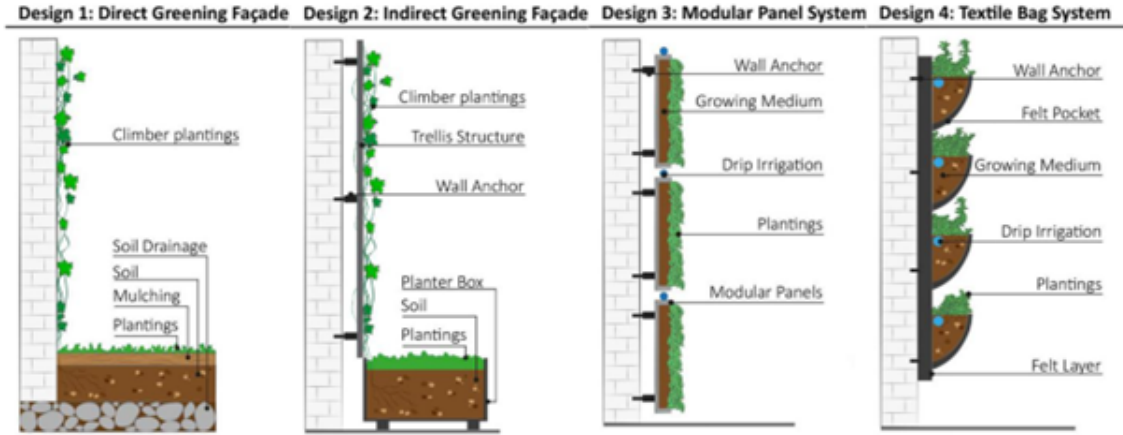 Design 1: Direct Greening Façade
Climber plantings
Soil Drainage
Soil
Mulching
Plantings
Design 2: Indirect Greening Façade
Climber plantings
Trellis Structure
Wall Anchor
Planter Box
Soil
Plantings
Design 3: Modular Panel System
Wall Anchor
Growing Medium
Drip Irrigation
Plantings
Modular Panels
Design 4: Textile Bag System
Wall Anchor
Felt Pocket
Growing Medium
Drip Irrigation
Plantings
Felt Layer